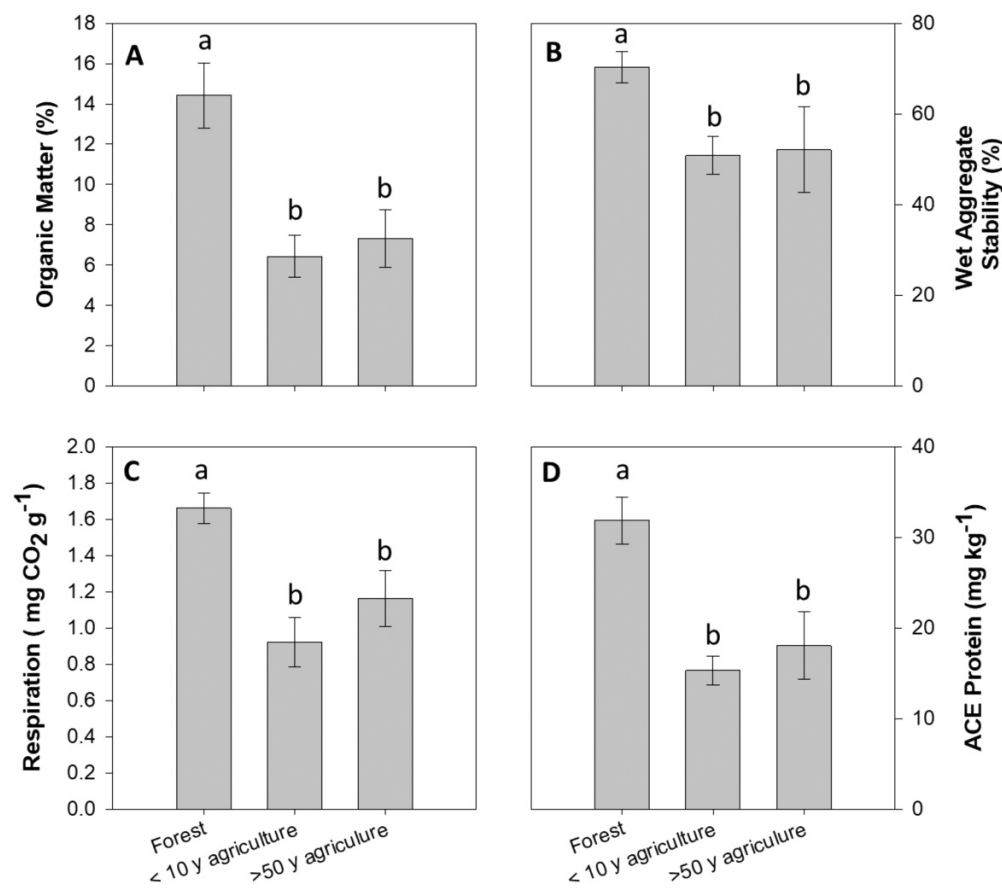 A
a
b
b
Organic Matter (%)
18
16
14
12
10
8
6
4
2
0
B
a
b
b
80
60
40
20
0
Wet Aggregate
Stability (%)
C
a
b
b
Respiration ( mg CO2 g-1)
2.0
1.8
1.6
1.4
1.2
1.0
0.8
0.6
0.4
0.2
0.0
Forest
< 10 y agriculture
>50 y agriculure
D
a
b
b
40
30
20
10
0
ACE Protein (mg kg-1)
Forest
< 10 y agriculture
>50 y agriculure